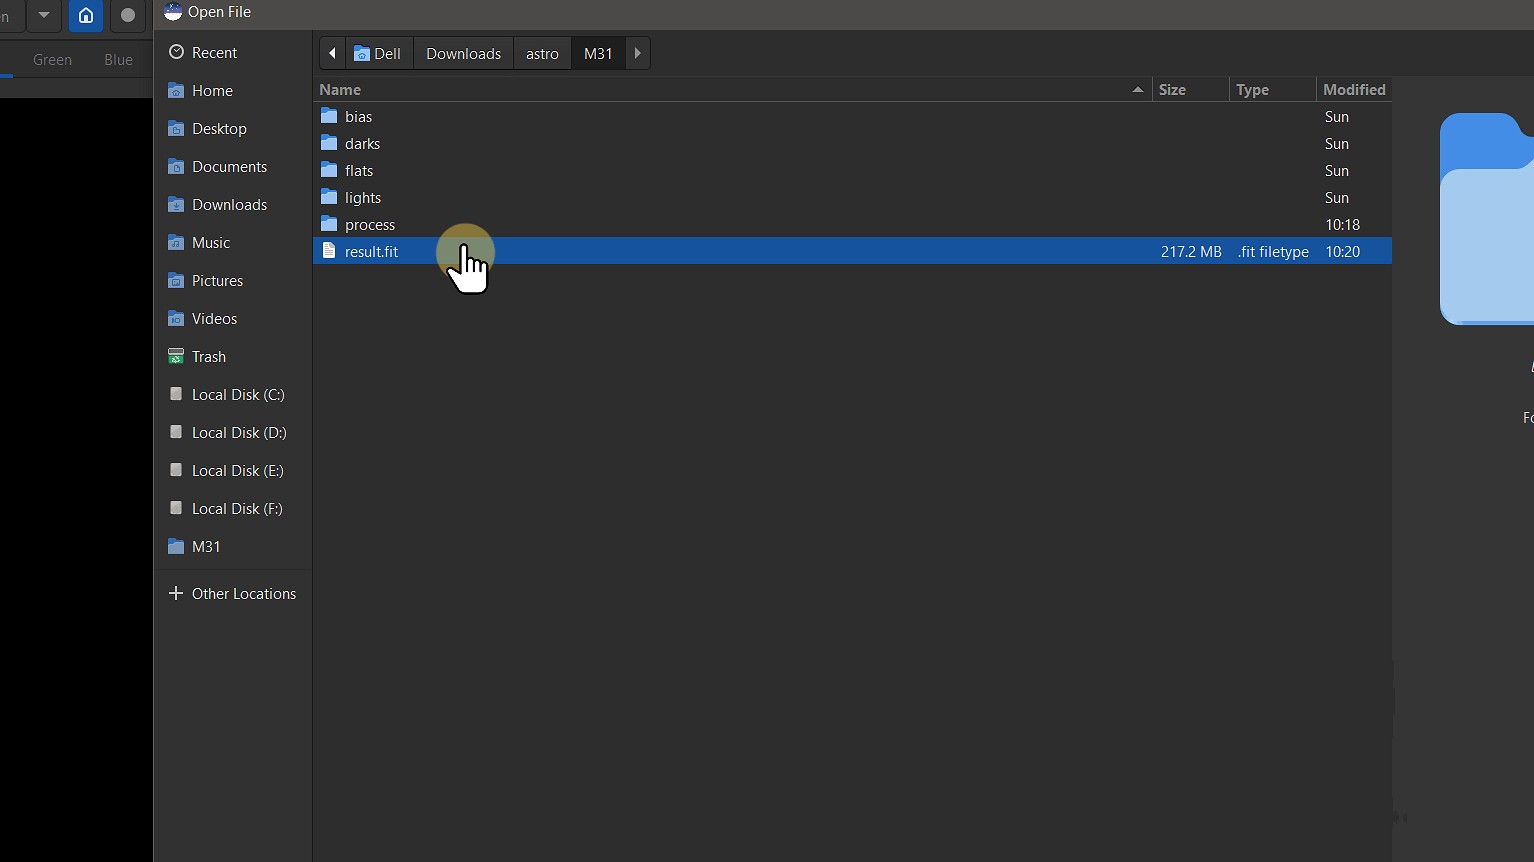 Open File
Green Blue
Recent
Home
Desktop
Documents
Downloads
Music
Pictures
Videos
Trash
Local Disk (C:)
Local Disk (D:)
Local Disk (E:)
Local Disk (F:)
M31
Other Locations
Dell Downloads astro M31
Name Size Type Modified
bias Sun
darks Sun
flats Sun
lights Sun
process 10:18
result.fit 217.2 MB .fit filetype 10:20